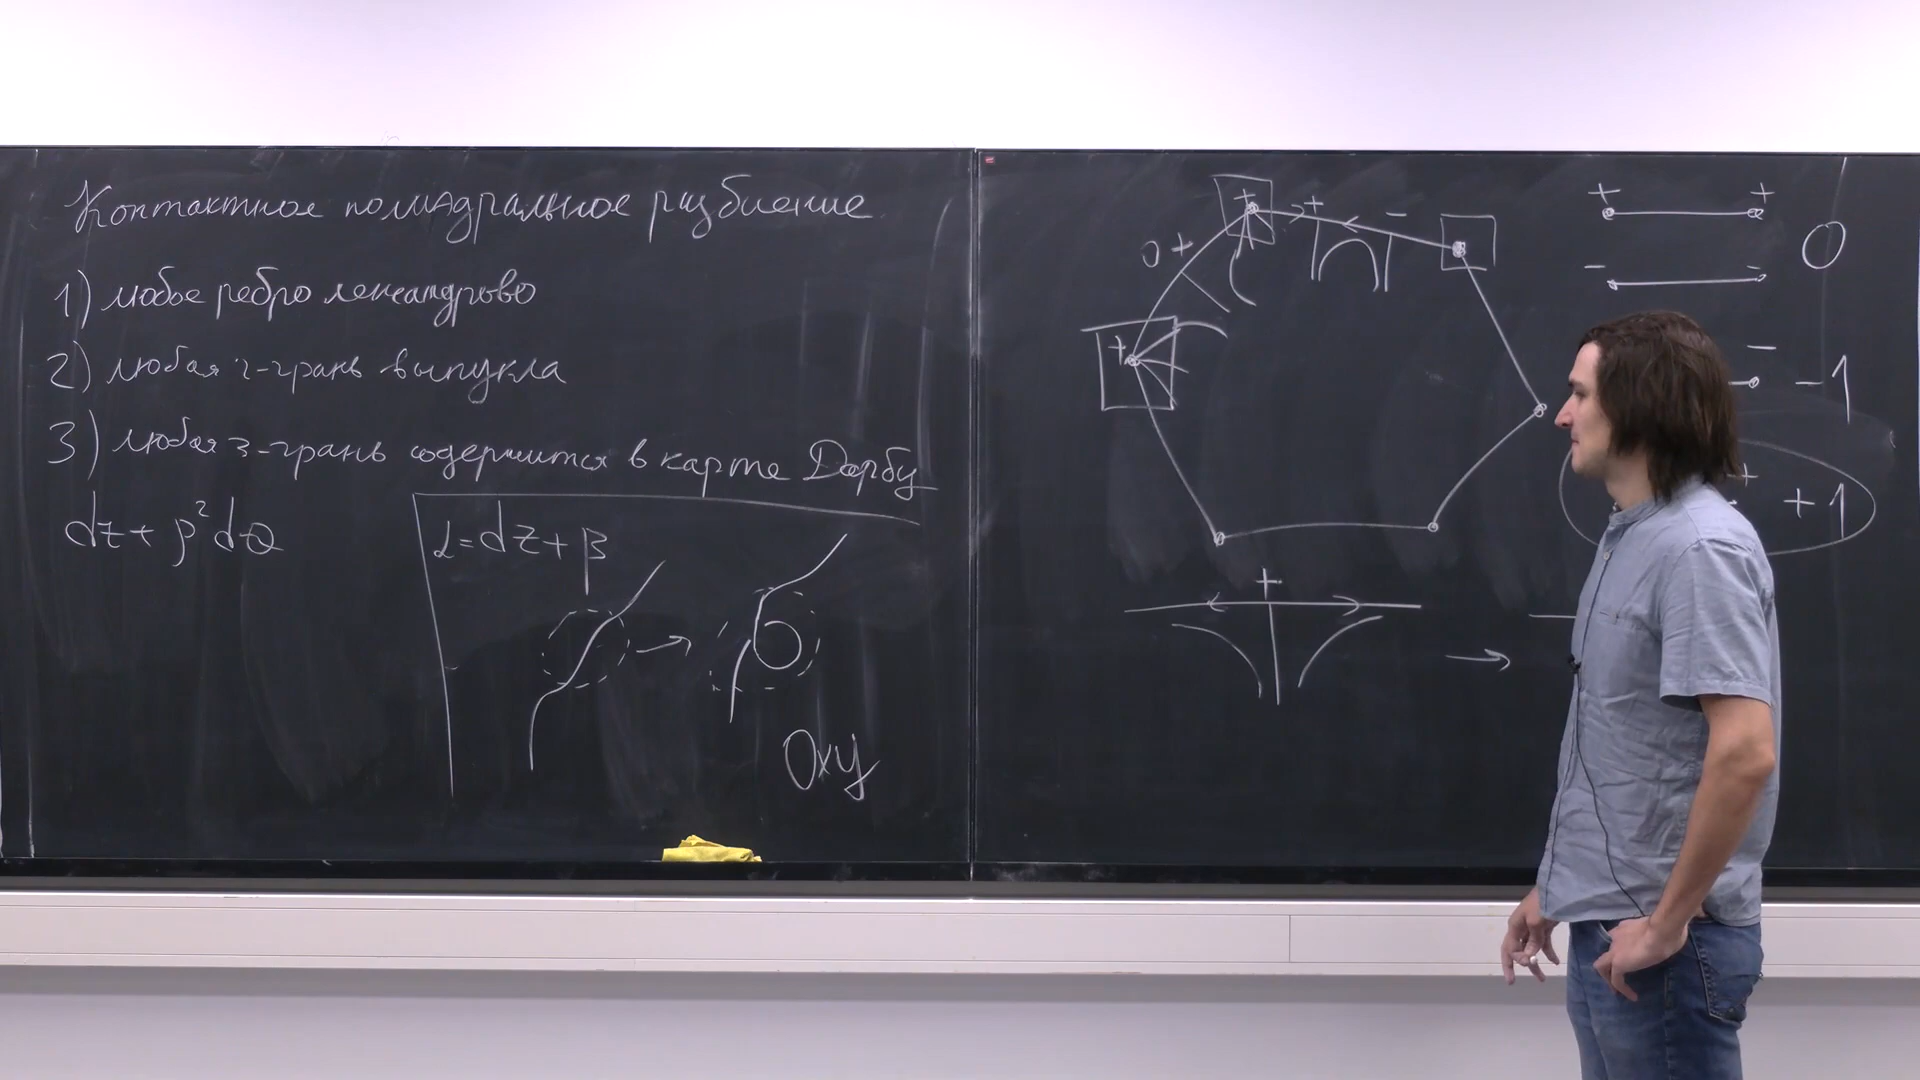 Контактное полиэдральное разбиение
1) любое ребро лежандрово
2) любая 2-грань выпукла
3) любая 3-грань содержится в карте Дарбу
dz + ρ²dθ
α = dz + β
Oxy
+ + −
0 +
+
+
+ +
0
− −
−
−1
+
+1